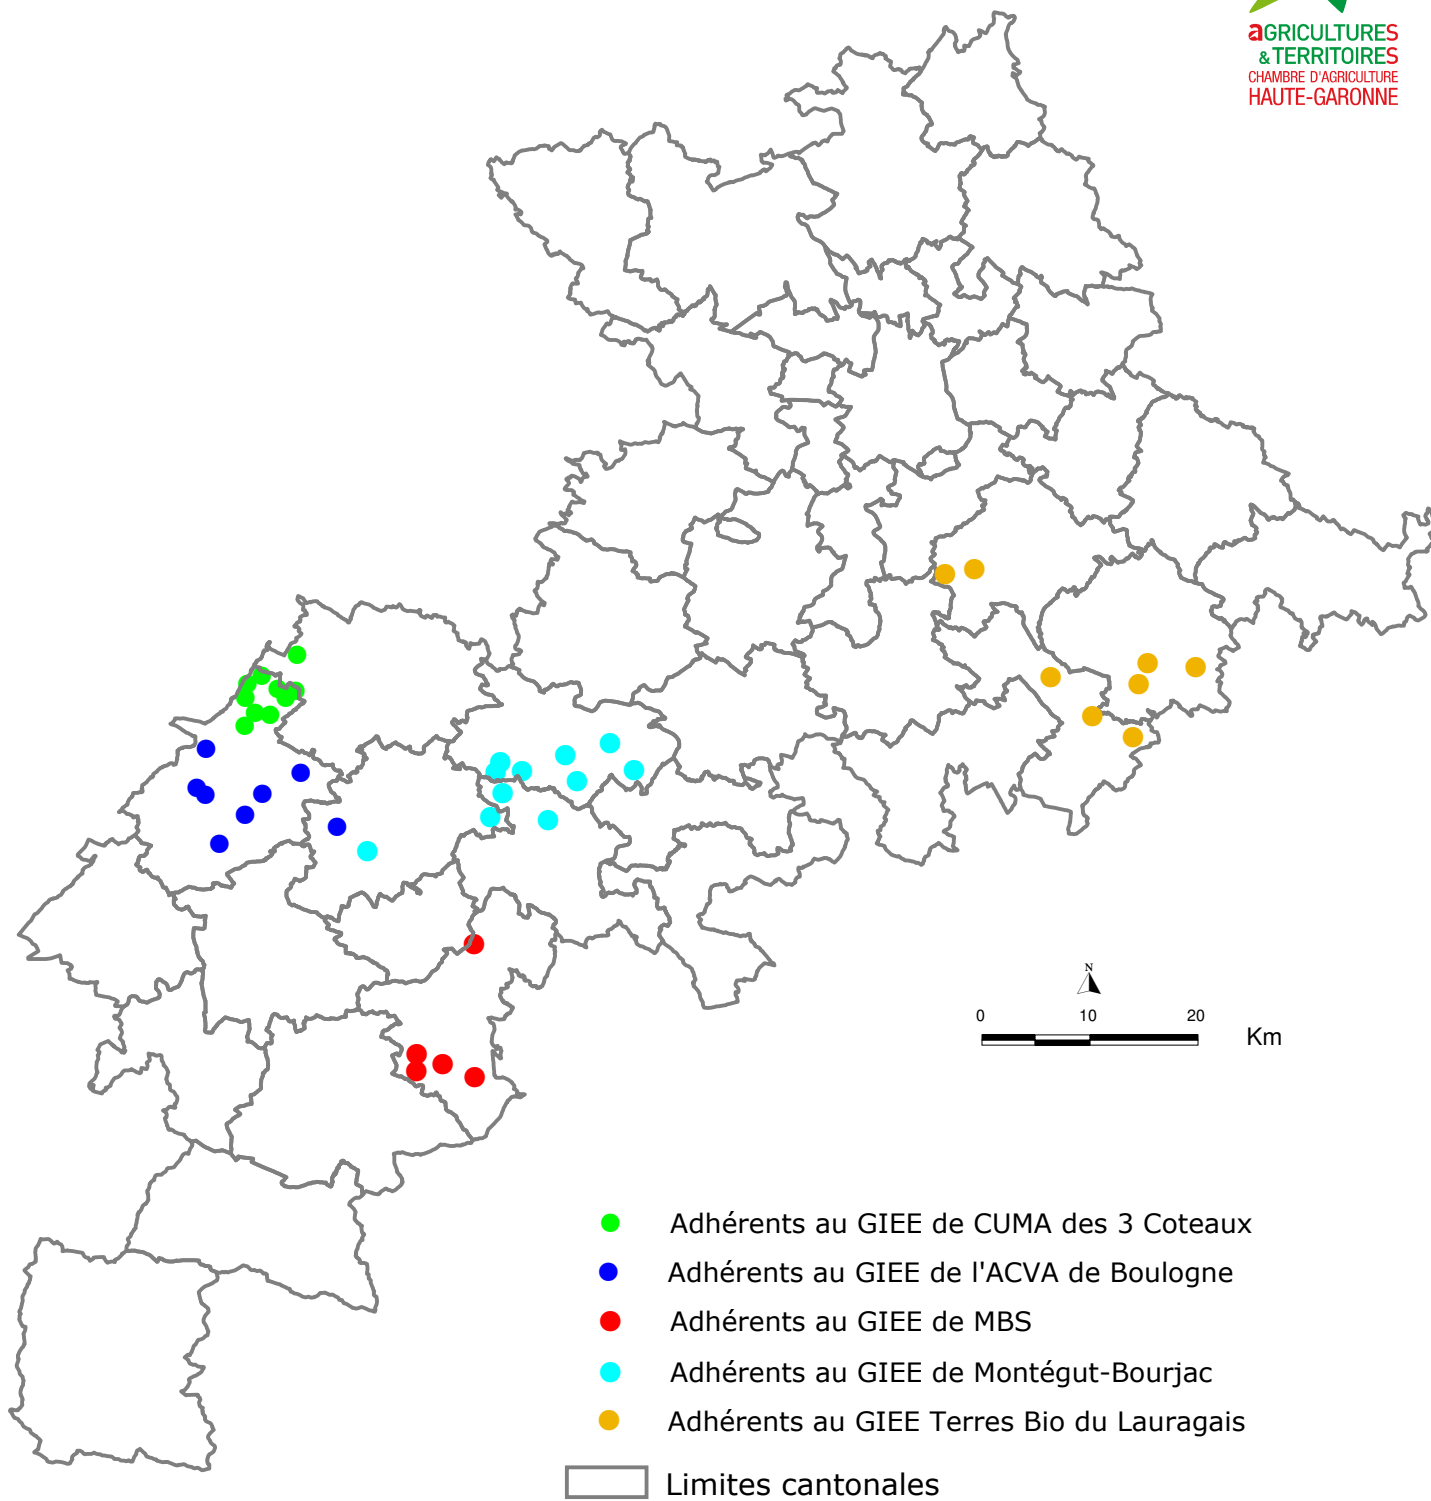 aGRICULTURES
& TERRITOIRES
CHAMBRE D'AGRICULTURE
HAUTE-GARONNE
N
0 10 20
Km
Adhérents au GIEE de CUMA des 3 Coteaux
Adhérents au GIEE de l'ACVA de Boulogne
Adhérents au GIEE de MBS
Adhérents au GIEE de Montégut-Bourjac
Adhérents au GIEE Terres Bio du Lauragais
Limites cantonales